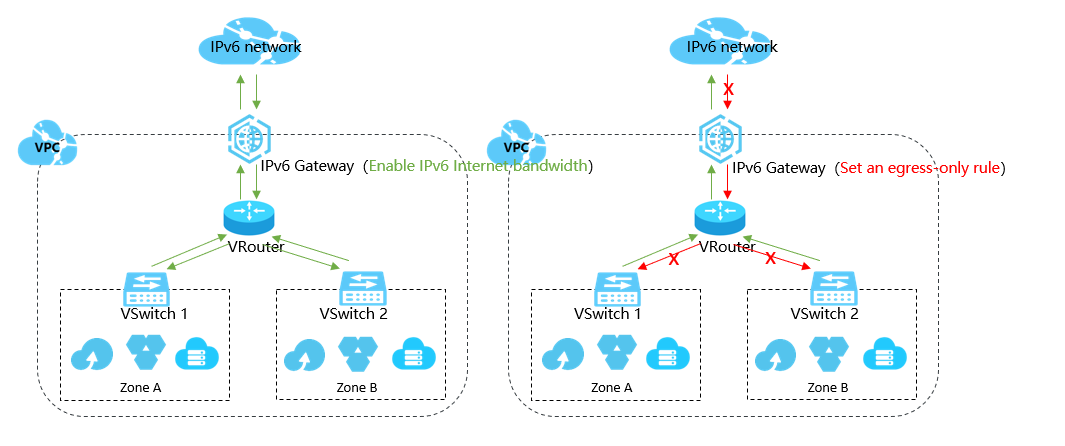 IPv6 network
VPC
IPv6 Gateway (Enable IPv6 Internet bandwidth)
VRouter
VSwitch 1
VSwitch 2
Zone A
Zone B
IPv6 network
X
VPC
IPv6 Gateway (Set an egress-only rule)
VRouter
X
X
VSwitch 1
VSwitch 2
Zone A
Zone B